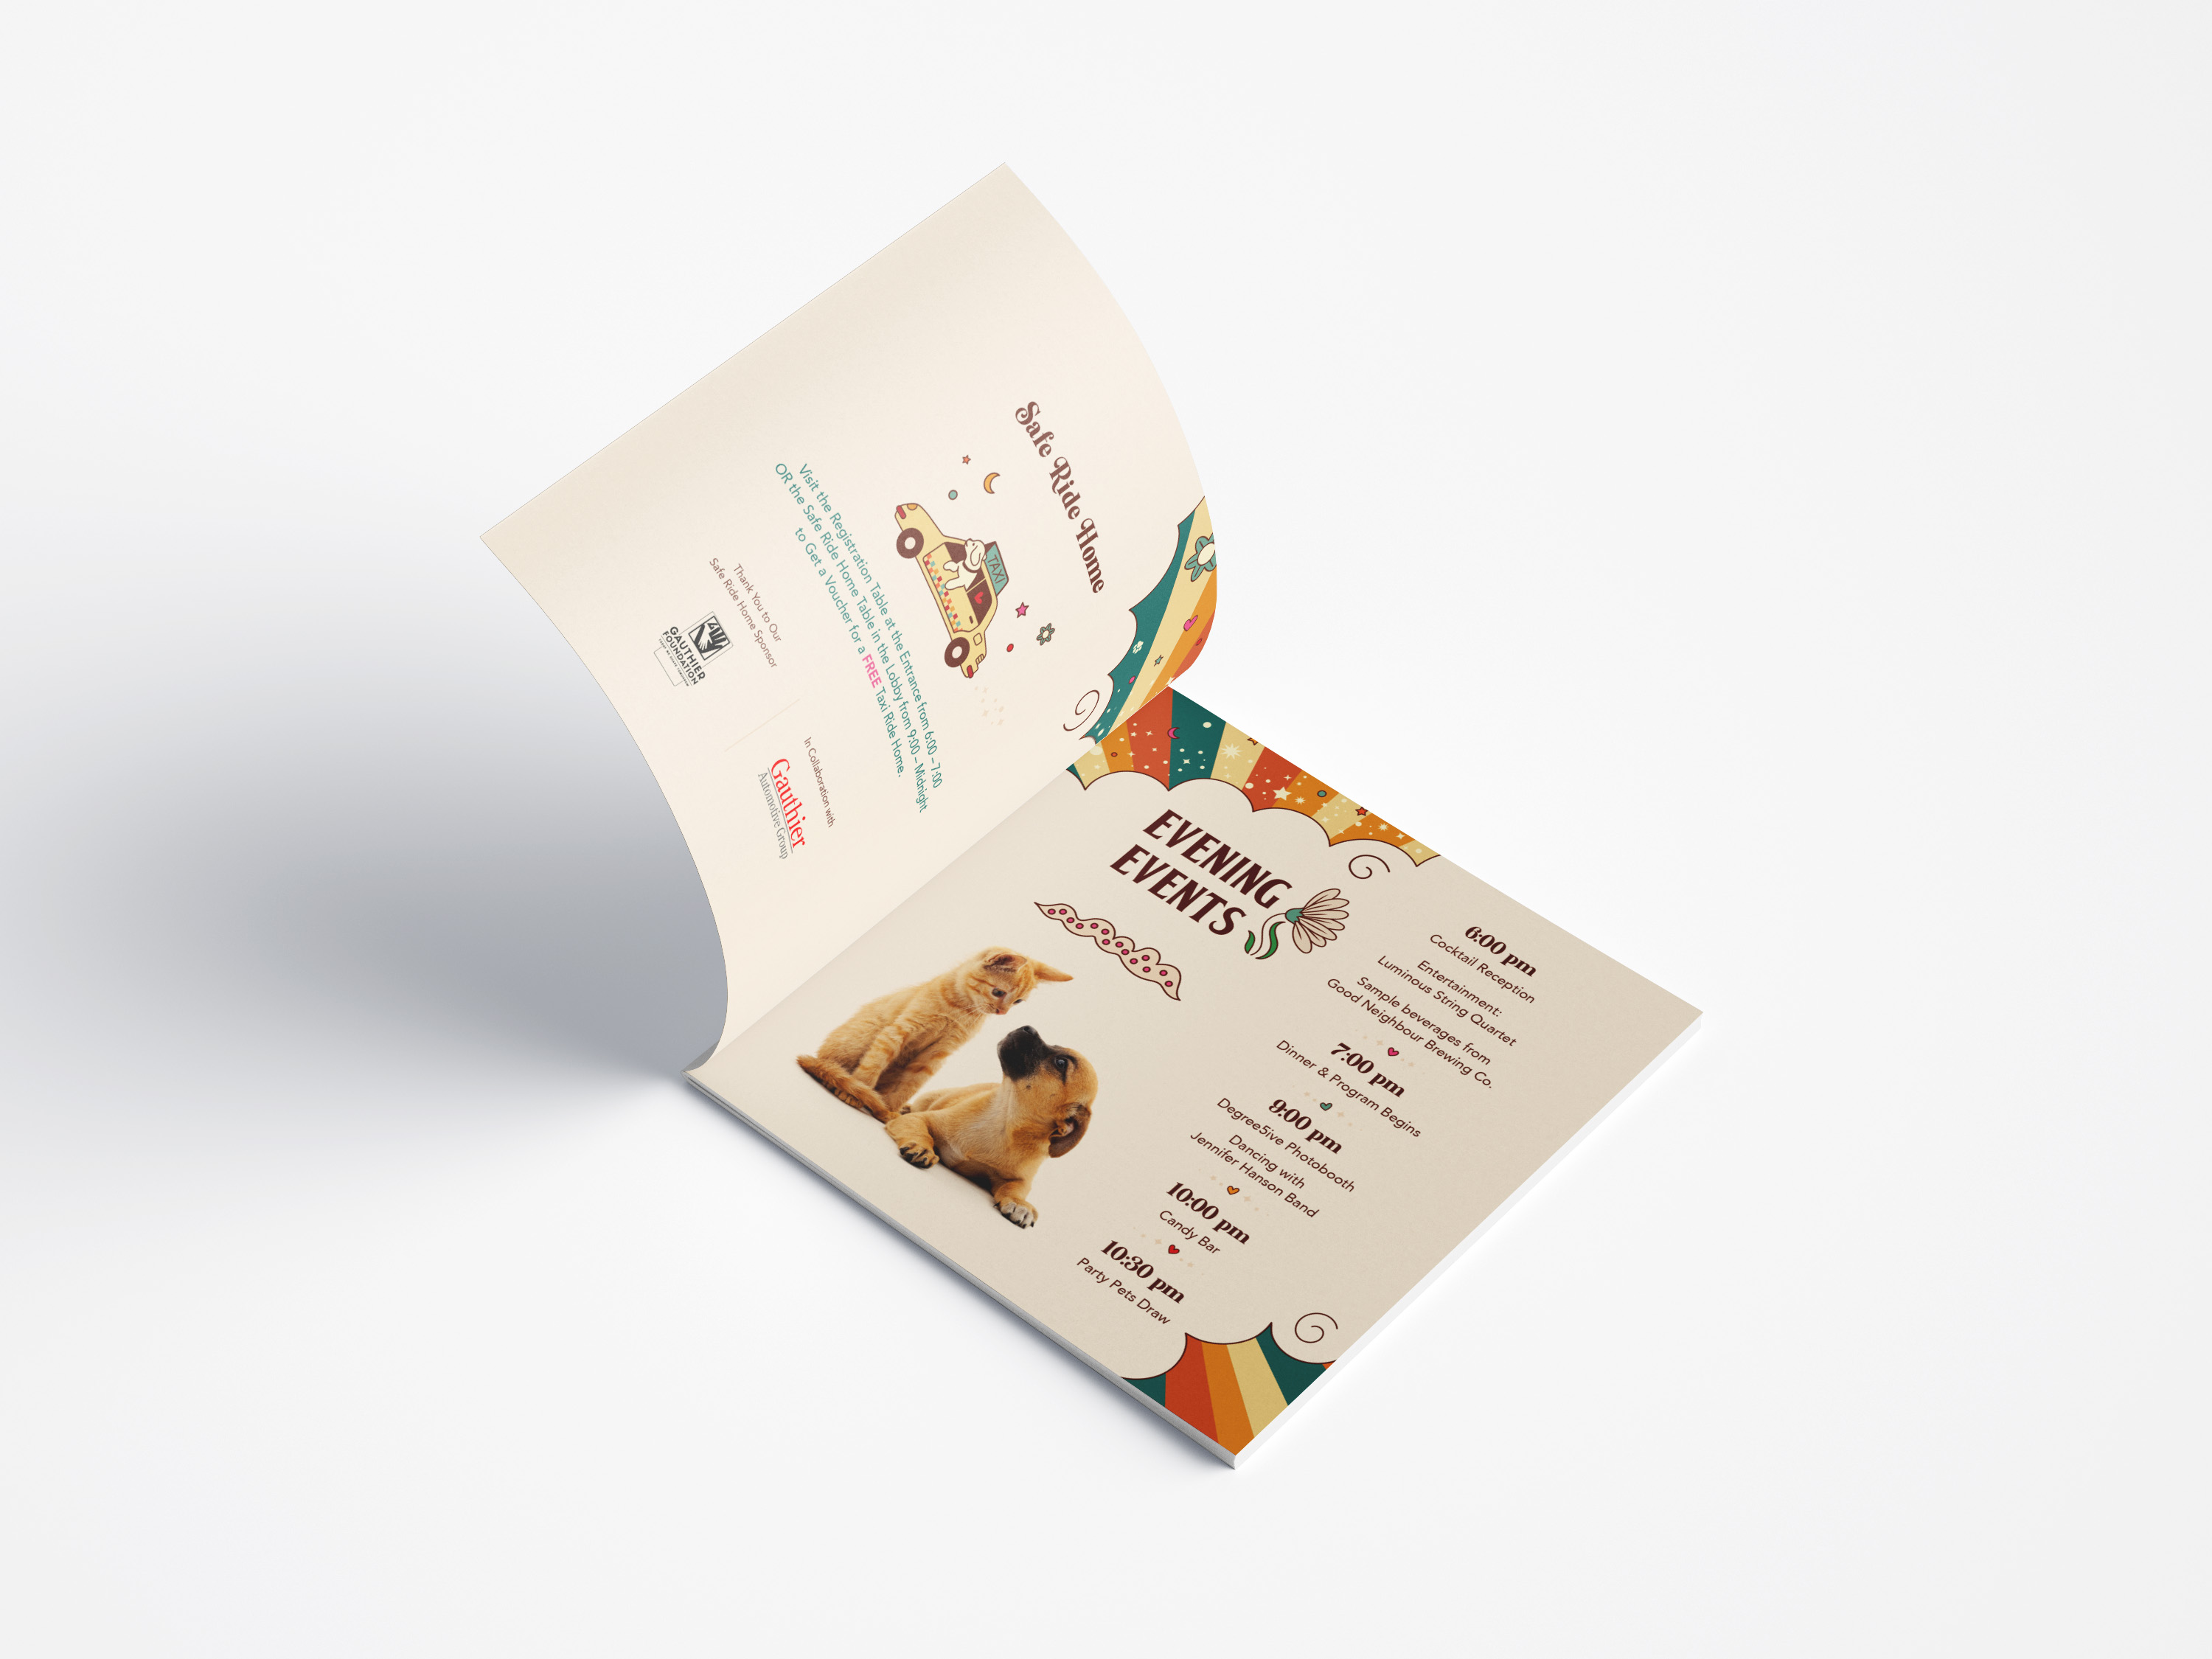 Safe Ride Home
TAXI
Visit the Registration Table at the Entrance from 6:00 – 7:00
OR the Safe Ride Home Table in the Lobby from 9:00 – Midnight
to Get a Voucher for a FREE Taxi Ride Home.
Thank You to Our
Safe Ride Home Sponsor
GAUTHIER
FOUNDATION
In Collaboration with
Gauthier
Automotive Group
EVENING
EVENTS
6:00 pm
Cocktail Reception
Entertainment:
Luminous String Quartet
Sample beverages from
Good Neighbour Brewing Co.
7:00 pm
Dinner & Program Begins
9:00 pm
Degree5ive Photobooth
Dancing with
Jennifer Hanson Band
10:00 pm
Candy Bar
10:30 pm
Party Pets Draw